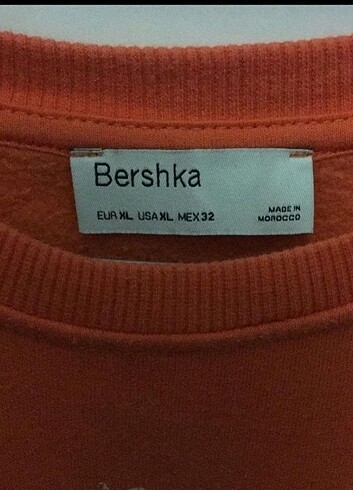 Bershka
EUR XL USA XL MEX 32
MADE IN
MOROCCO